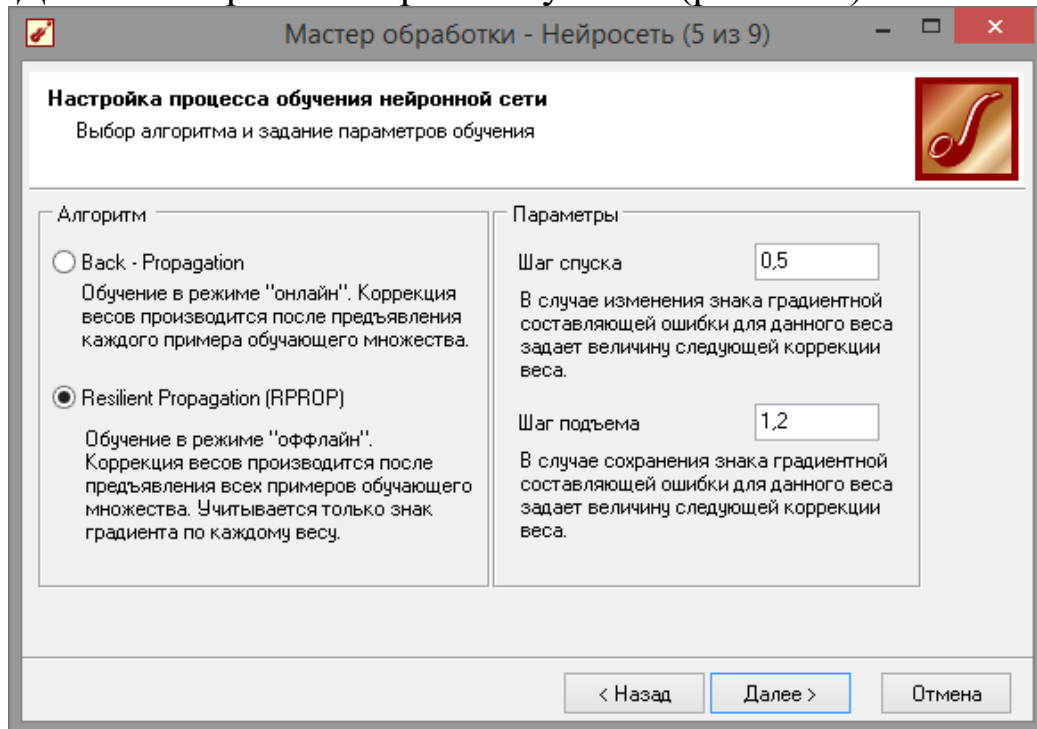 Мастер обработки - Нейросеть (5 из 9)
Настройка процесса обучения нейронной сети
Выбор алгоритма и задание параметров обучения
Алгоритм
Back - Propagation
Обучение в режиме "онлайн". Коррекция
весов производится после предъявления
каждого примера обучающего множества.
Resilient Propagation (RPROP)
Обучение в режиме "оффлайн".
Коррекция весов производится после
предъявления всех примеров обучающего
множества. Учитывается только знак
градиента по каждому весу.
Параметры
Шаг спуска 0,5
В случае изменения знака градиентной
составляющей ошибки для данного веса
задает величину следующей коррекции
веса.
Шаг подъема 1,2
В случае сохранения знака градиентной
составляющей ошибки для данного веса
задает величину следующей коррекции
веса.
< Назад Далее > Отмена